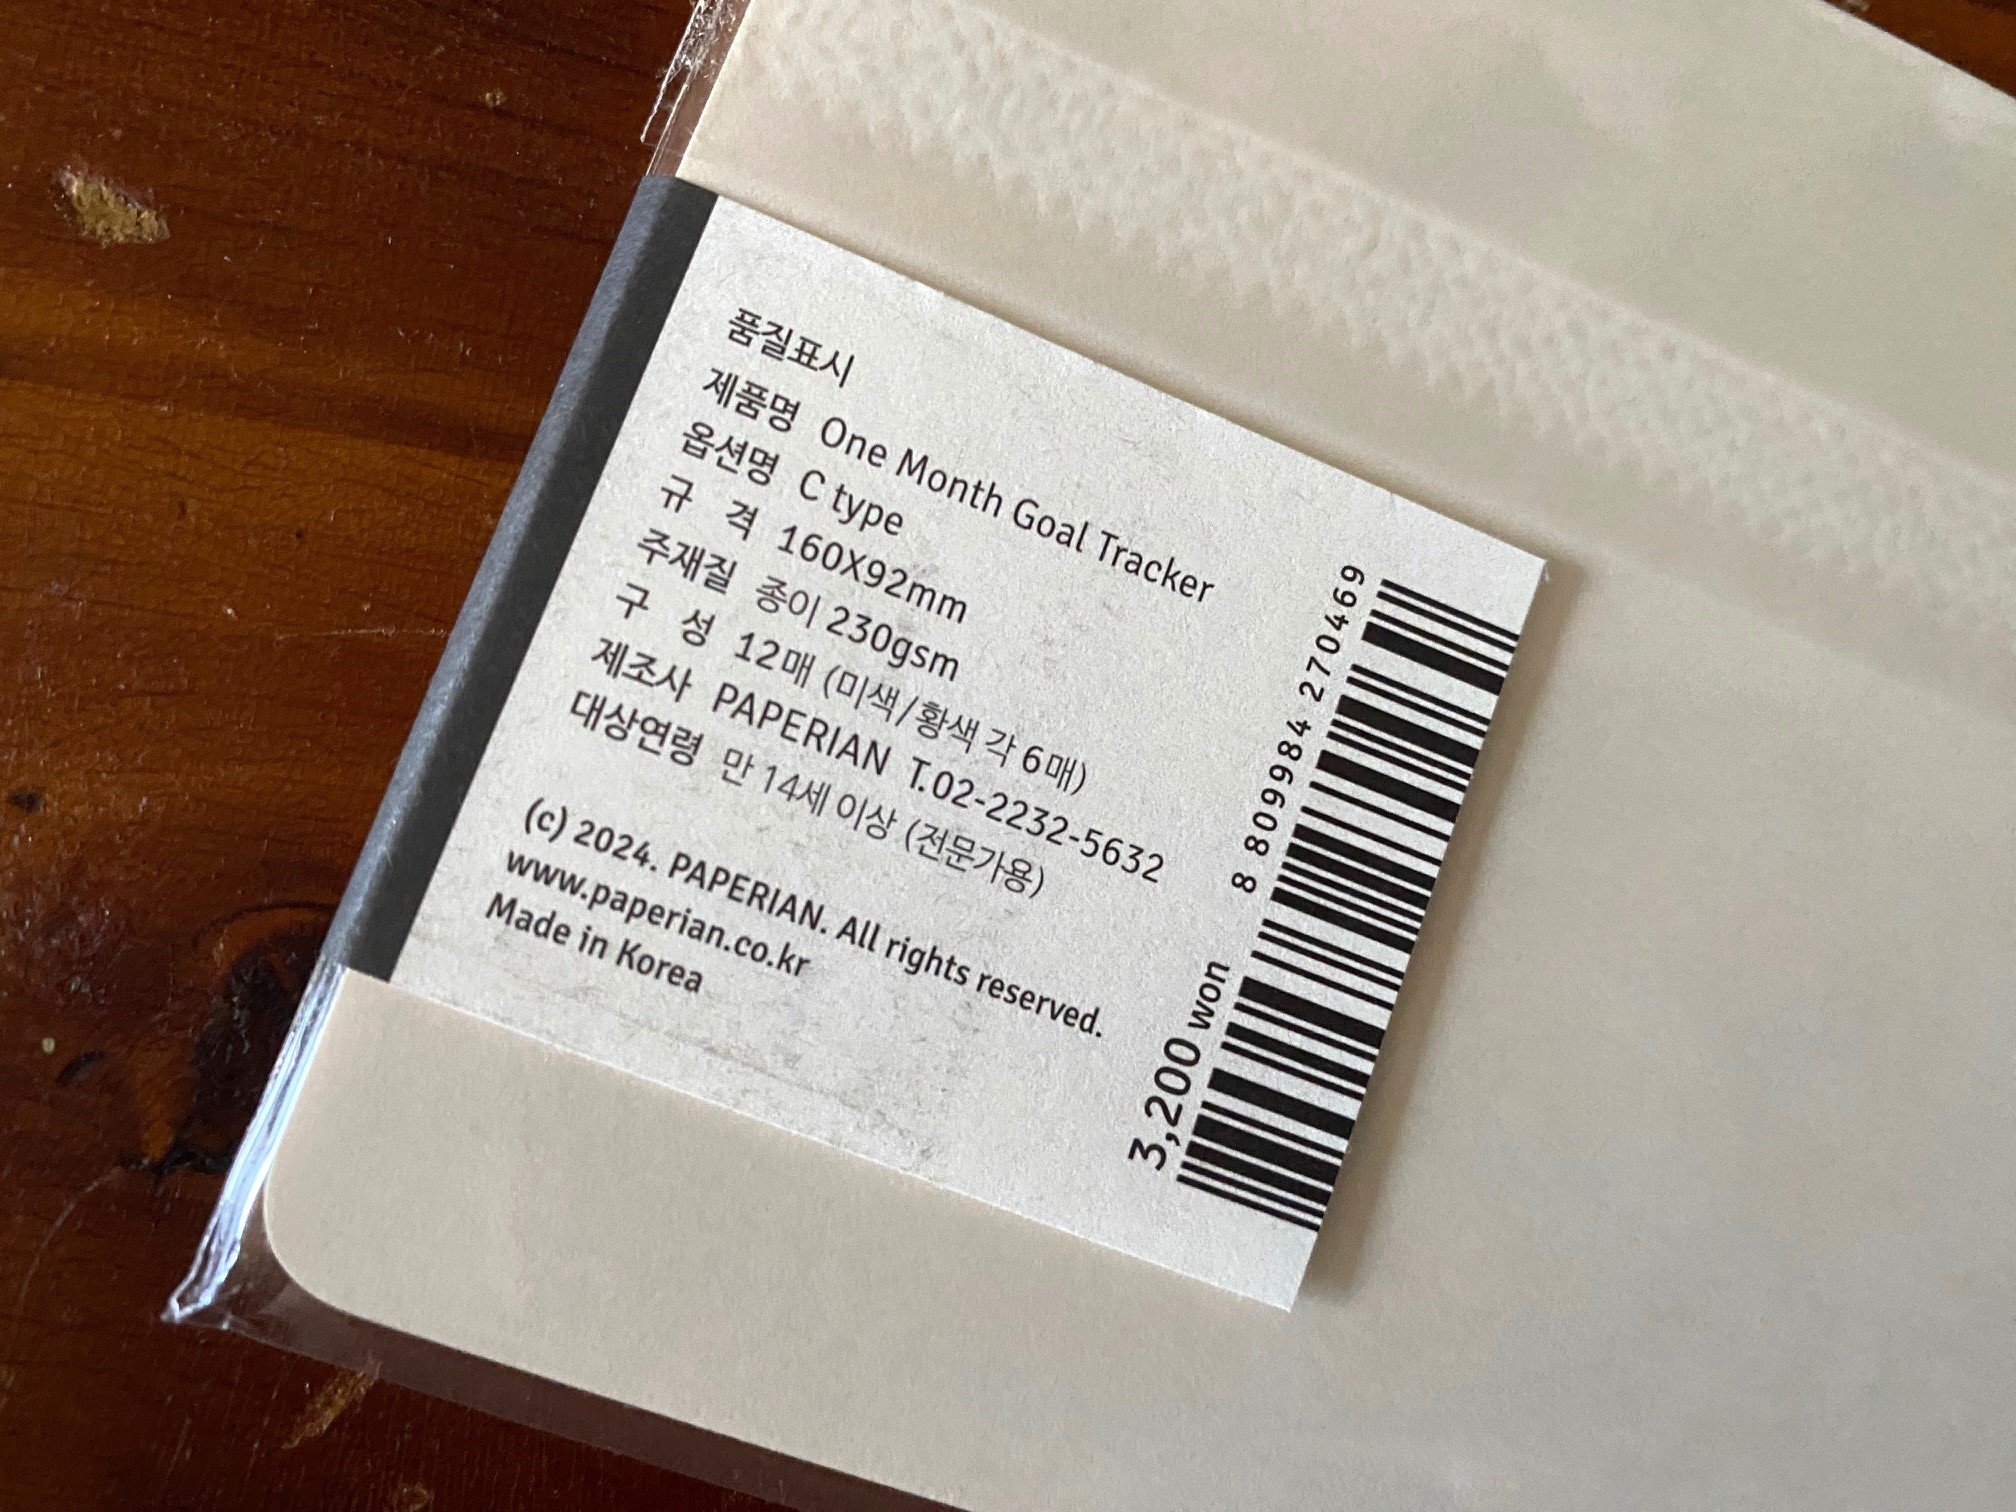 품질표시
제품명 One Month Goal Tracker
옵션명 C type
규 격 160X92mm
주재질 종이 230gsm
구 성 12매 (미색/황색 각 6매)
제조사 PAPERIAN T.02-2232-5632
대상연령 만 14세 이상 (전문가용)
(c) 2024. PAPERIAN. All rights reserved.
www.paperian.co.kr
Made in Korea
3,200 won
8 809984 270469